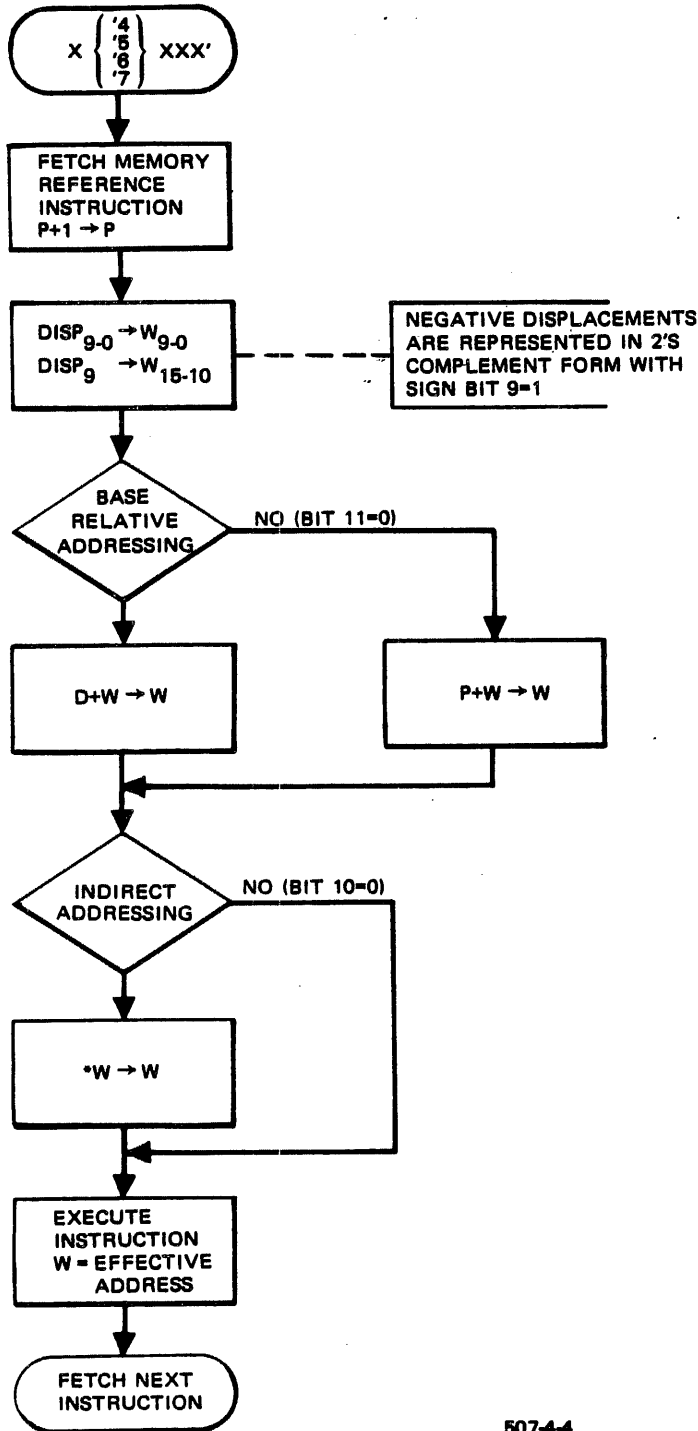 X { '4 '5 '6 '7 } XXX'
FETCH MEMORY
REFERENCE
INSTRUCTION
P+1 → P
DISP9-0 → W9-0
DISP9 → W15-10
NEGATIVE DISPLACEMENTS
ARE REPRESENTED IN 2'S
COMPLEMENT FORM WITH
SIGN BIT 9=1
BASE
RELATIVE
ADDRESSING
NO (BIT 11=0)
D+W → W
P+W → W
INDIRECT
ADDRESSING
NO (BIT 10=0)
*W → W
EXECUTE
INSTRUCTION
W = EFFECTIVE
ADDRESS
FETCH NEXT
INSTRUCTION
507-4-4